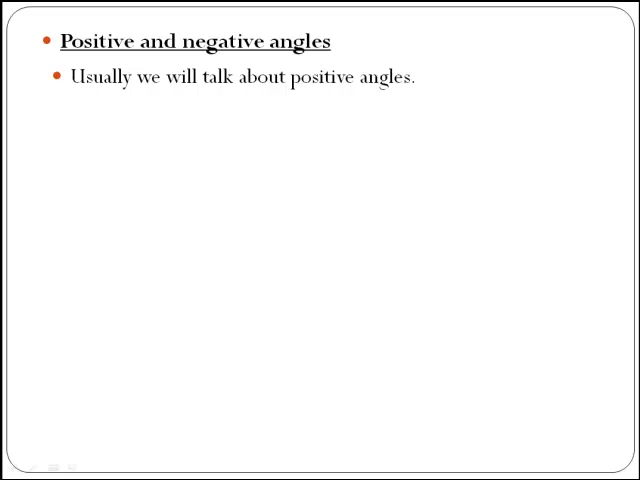 Positive and negative angles
Usually we will talk about positive angles.